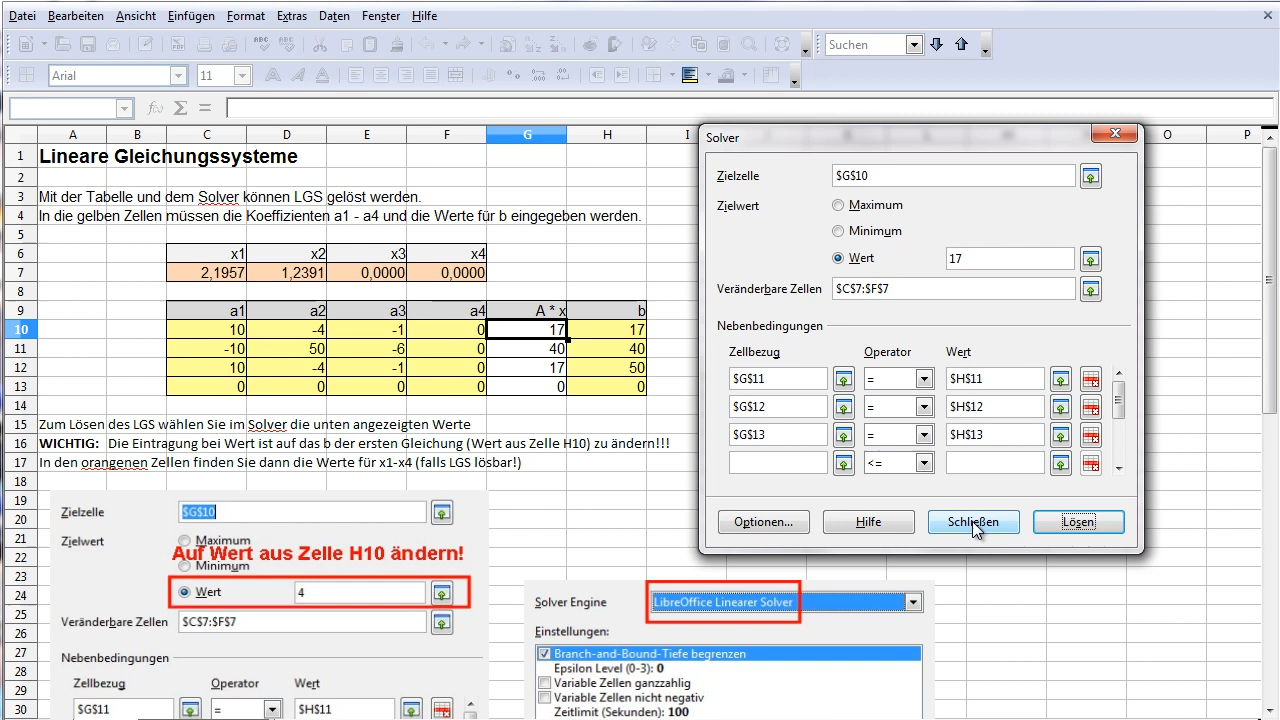 Datei Bearbeiten Ansicht Einfügen Format Extras Daten Fenster Hilfe
Suchen
Arial 11
A B C D E F G H I O P
1 Lineare Gleichungssysteme
2
3 Mit der Tabelle und dem Solver können LGS gelöst werden.
4 In die gelben Zellen müssen die Koeffizienten a1 - a4 und die Werte für b eingegeben werden.
5
6 x1 x2 x3 x4
7 2,1957 1,2391 0,0000 0,0000
8
9 a1 a2 a3 a4 A * x b
10 10 -4 -1 0 17 17
11 -10 50 -6 0 40 40
12 10 -4 -1 0 17 50
13 0 0 0 0 0 0
14
15 Zum Lösen des LGS wählen Sie im Solver die unten angezeigten Werte
16 WICHTIG: Die Eintragung bei Wert ist auf das b der ersten Gleichung (Wert aus Zelle H10) zu ändern!!!
17 In den orangenen Zellen finden Sie dann die Werte für x1-x4 (falls LGS lösbar!)
18
19
20
21
22
23
24
25
26
27
28
29
30
Zielzelle $G$10
Zielwert Maximum
Auf Wert aus Zelle H10 ändern!
Minimum
Wert 4
Veränderbare Zellen $C$7:$F$7
Nebenbedingungen
Zellbezug Operator Wert
$G$11 = $H$11
Solver Engine LibreOffice Linearer Solver
Einstellungen:
Branch-and-Bound-Tiefe begrenzen
Epsilon Level (0-3): 0
Variable Zellen ganzzahlig
Variable Zellen nicht negativ
Zeitlimit (Sekunden): 100
Solver
Zielzelle $G$10
Zielwert Maximum
Minimum
Wert 17
Veränderbare Zellen $C$7:$F$7
Nebenbedingungen
Zellbezug Operator Wert
$G$11 = $H$11
$G$12 = $H$12
$G$13 = $H$13
<=
Optionen... Hilfe Schließen Lösen